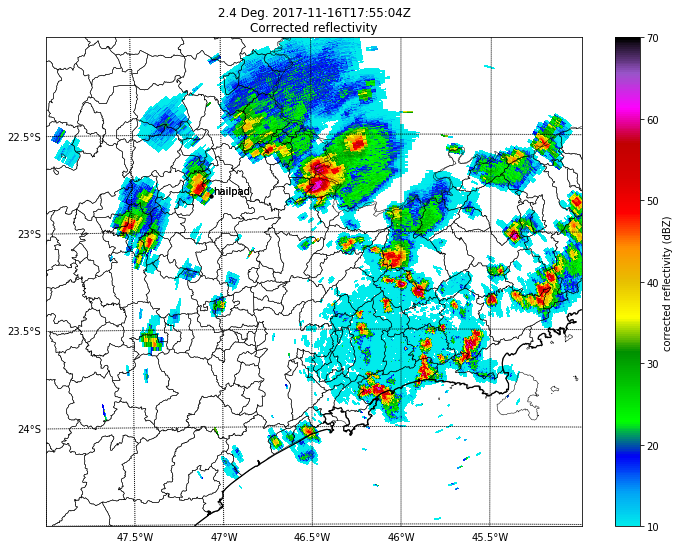 2.4 Deg. 2017-11-16T17:55:04Z
Corrected reflectivity
22.5°S
23°S
23.5°S
24°S
47.5°W
47°W
46.5°W
46°W
45.5°W
hailpad
70
60
50
40
30
20
10
corrected reflectivity (dBZ)